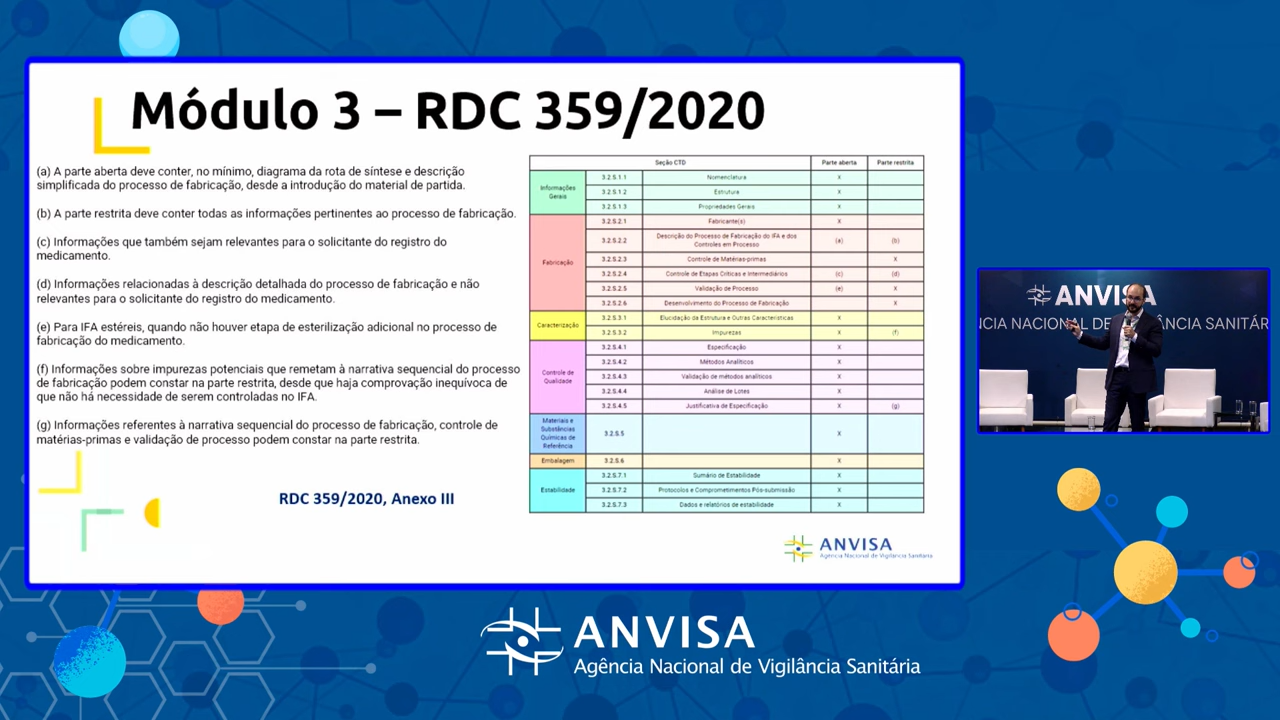 Módulo 3 – RDC 359/2020
(a) A parte aberta deve conter, no mínimo, diagrama da rota de síntese e descrição
simplificada do processo de fabricação, desde a introdução do material de partida.
(b) A parte restrita deve conter todas as informações pertinentes ao processo de fabricação.
(c) Informações que também sejam relevantes para o solicitante do registro do
medicamento.
(d) Informações relacionadas à descrição detalhada do processo de fabricação e não
relevantes para o solicitante do registro do medicamento.
(e) Para IFA estéreis, quando não houver etapa de esterilização adicional no processo de
fabricação do medicamento.
(f) Informações sobre impurezas potenciais que remetam à narrativa sequencial do processo
de fabricação podem constar na parte restrita, desde que haja comprovação inequívoca de
que não há necessidade de serem controladas no IFA.
(g) Informações referentes à narrativa sequencial do processo de fabricação, controle de
matérias-primas e validação de processo podem constar na parte restrita.
RDC 359/2020, Anexo III
Seção CTD Parte aberta Parte restrita
Informações
Gerais
3.2.S.1.1 Nomenclatura X
3.2.S.1.2 Estrutura X
3.2.S.1.3 Propriedades Gerais X
Fabricação
3.2.S.2.1 Fabricante(s) X
3.2.S.2.2 Descrição do Processo de Fabricação do IFA e dos
Controles em Processo (a) (b)
3.2.S.2.3 Controle de Matérias-primas X
3.2.S.2.4 Controle de Etapas Críticas e Intermediários (c) (d)
3.2.S.2.5 Validação de Processo (e) X
3.2.S.2.6 Desenvolvimento do Processo de Fabricação X
Caracterização
3.2.S.3.1 Elucidação da Estrutura e Outras Características X
3.2.S.3.2 Impurezas X (f)
Controle de
Qualidade
3.2.S.4.1 Especificação X
3.2.S.4.2 Métodos Analíticos X
3.2.S.4.3 Validação de métodos analíticos X
3.2.S.4.4 Análise de Lotes X
3.2.S.4.5 Justificativa de Especificação X (g)
Materiais e
Substâncias
Químicas de
Referência
3.2.S.5 X
Embalagem 3.2.S.6 X
Estabilidade
3.2.S.7.1 Sumário de Estabilidade X
3.2.S.7.2 Protocolos e Comprometimentos Pós-submissão X
3.2.S.7.3 Dados e relatórios de estabilidade X
ANVISA
Agência Nacional de Vigilância Sanitária
ANVISA
NCIA NACIONAL DE VIGILÂNCIA SANITÁR
ANVISA
Agência Nacional de Vigilância Sanitária